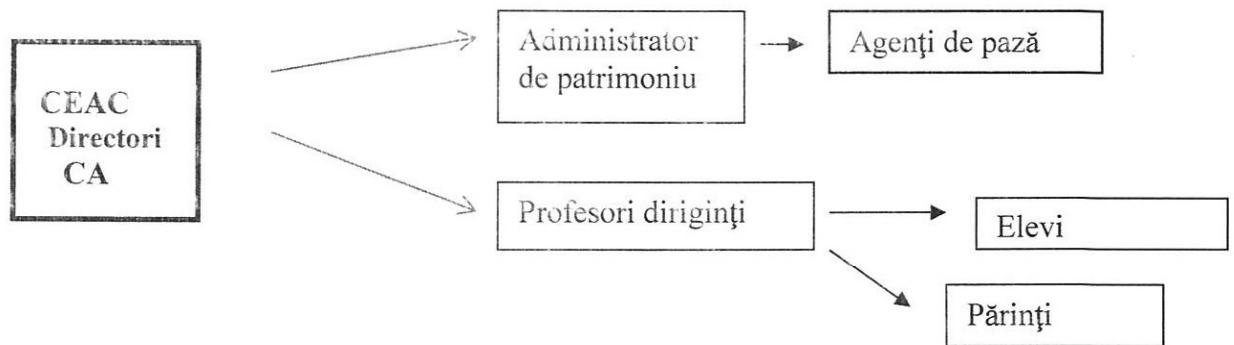 CEAC
Directori
CA
Administrator
de patrimoniu
Agenţi de pază
Profesori diriginţi
Elevi
Părinţi